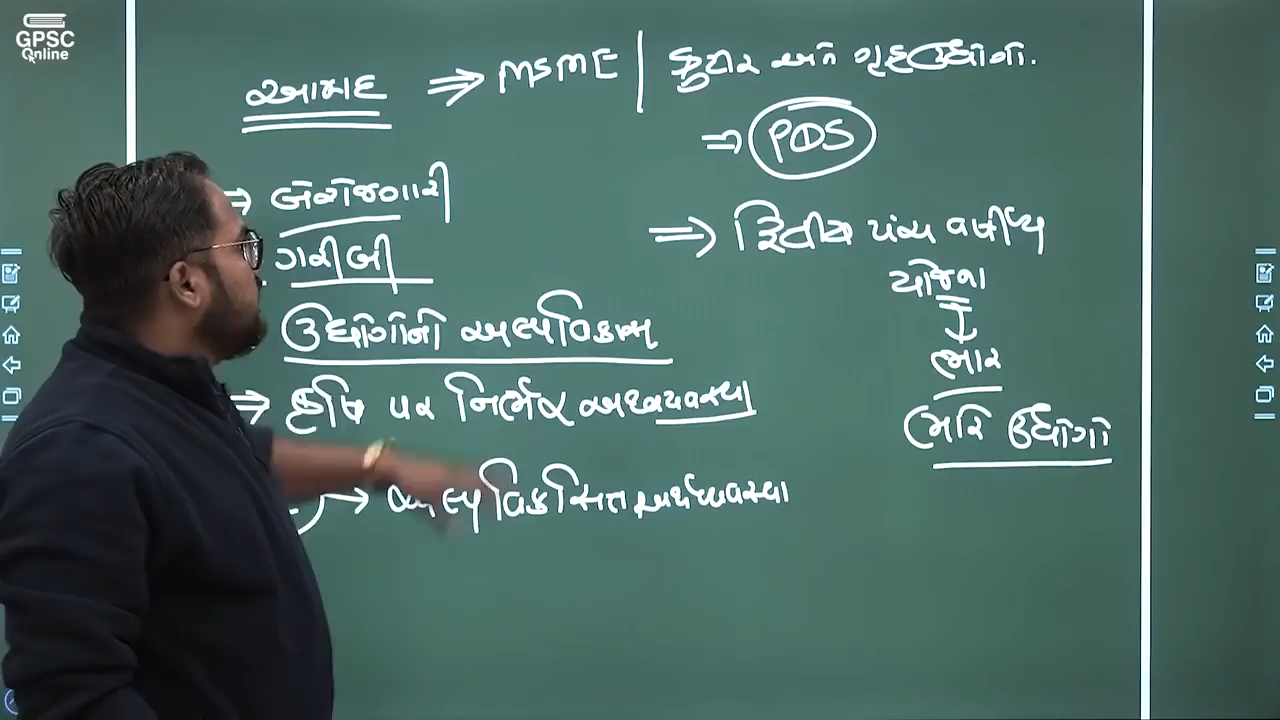 GPSC
Online
આઝાદ ⇒ MSME | કુટીર અને ગૃહઉદ્યોગો.
⇒ PDS
⇒ બેરોજગારી
ગરીબી
ઉદ્યોગોનો અલ્પવિકાસ
⇒ કૃષિ પર નિર્ભર અર્થવ્યવસ્થા
→ અલ્પવિકસિત અર્થવ્યવસ્થા
⇒ દ્વિતીય પંચ વર્ષીય
યોજના
↓
ભાર
ભારે ઉદ્યોગો